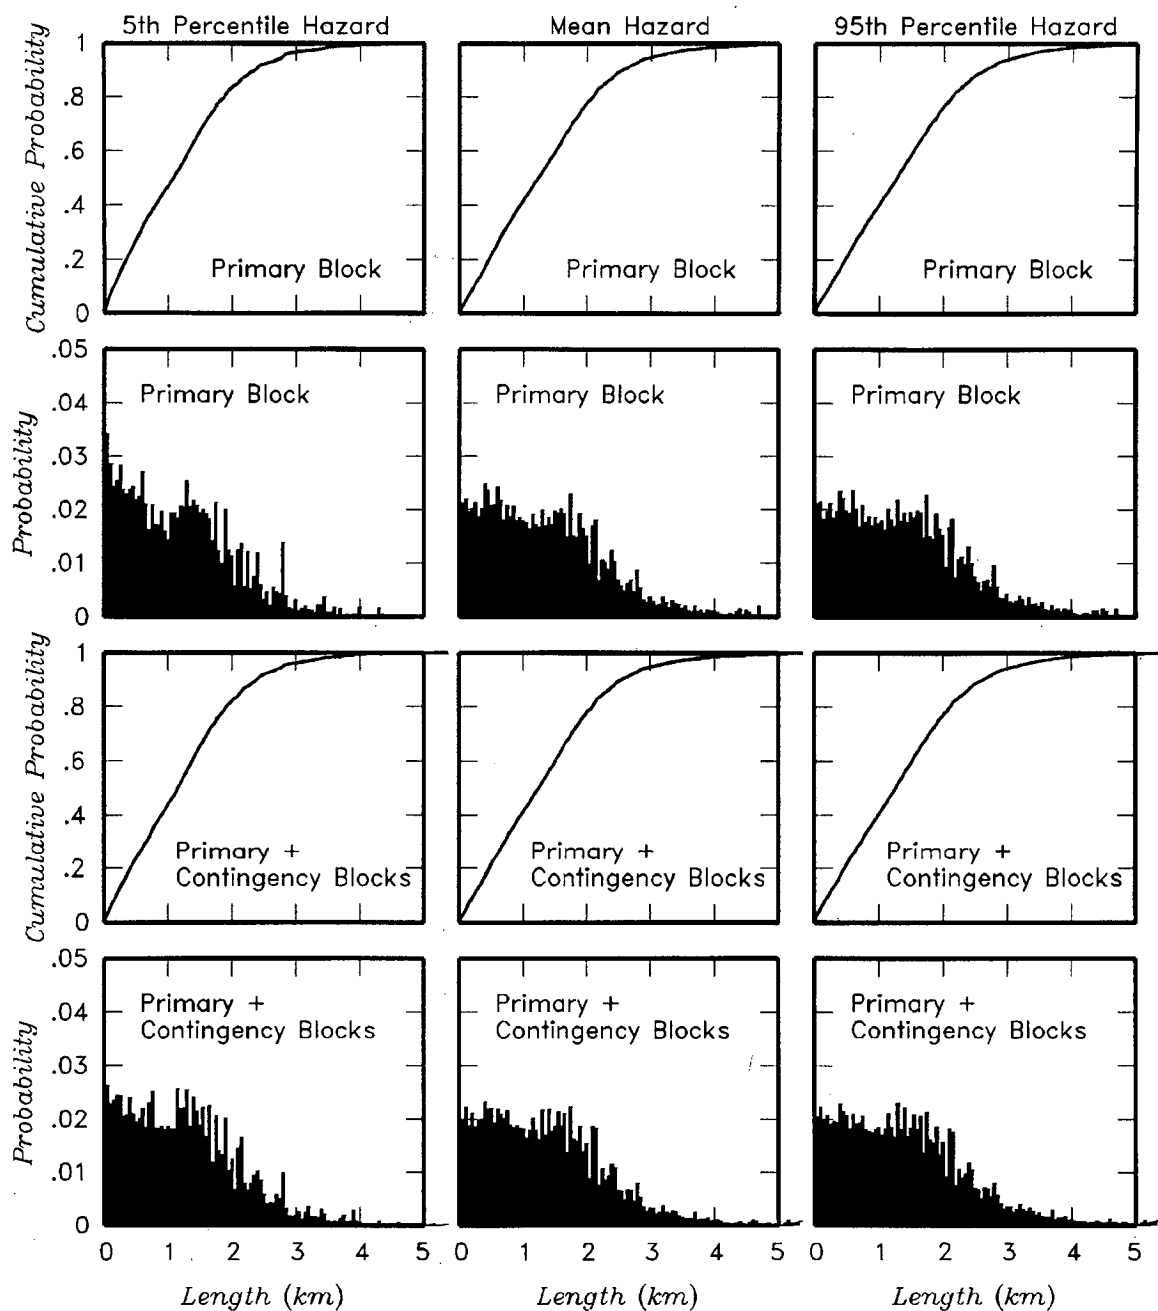 5th Percentile Hazard
Mean Hazard
95th Percentile Hazard
Cumulative Probability
1
.8
.6
.4
.2
0
Primary Block
Primary Block
Primary Block
Probability
.05
.04
.03
.02
.01
0
Primary Block
Primary Block
Primary Block
Cumulative Probability
1
.8
.6
.4
.2
0
Primary +
Contingency Blocks
Primary +
Contingency Blocks
Primary +
Contingency Blocks
Probability
.05
.04
.03
.02
.01
0
Primary +
Contingency Blocks
Primary +
Contingency Blocks
Primary +
Contingency Blocks
0 1 2 3 4 5
0 1 2 3 4 5
0 1 2 3 4 5
Length (km)
Length (km)
Length (km)